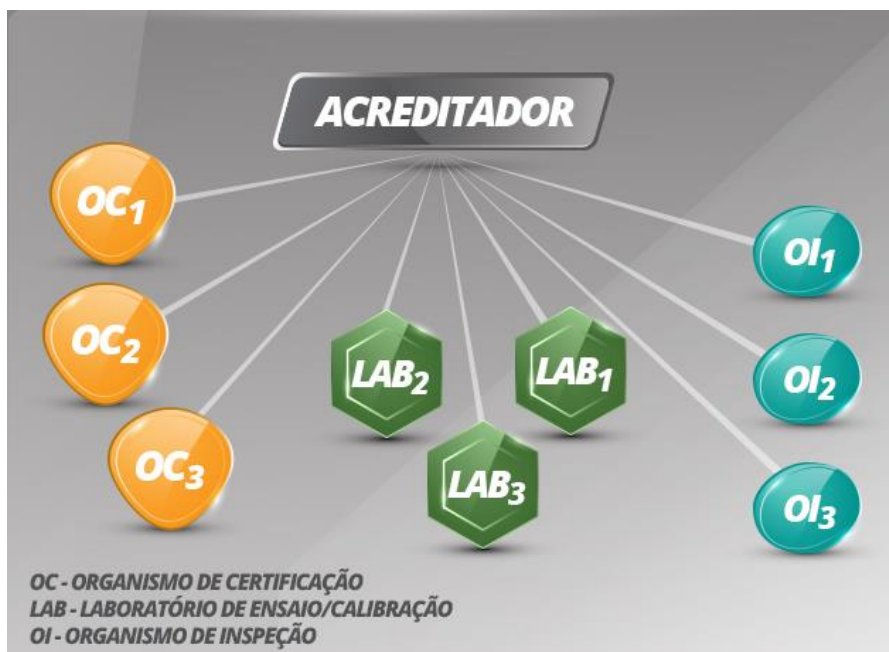 ACREDITADOR
OC1
OC2
OC3
LAB2
LAB1
LAB3
OI1
OI2
OI3
OC - ORGANISMO DE CERTIFICAÇÃO
LAB - LABORATÓRIO DE ENSAIO/CALIBRAÇÃO
OI - ORGANISMO DE INSPEÇÃO